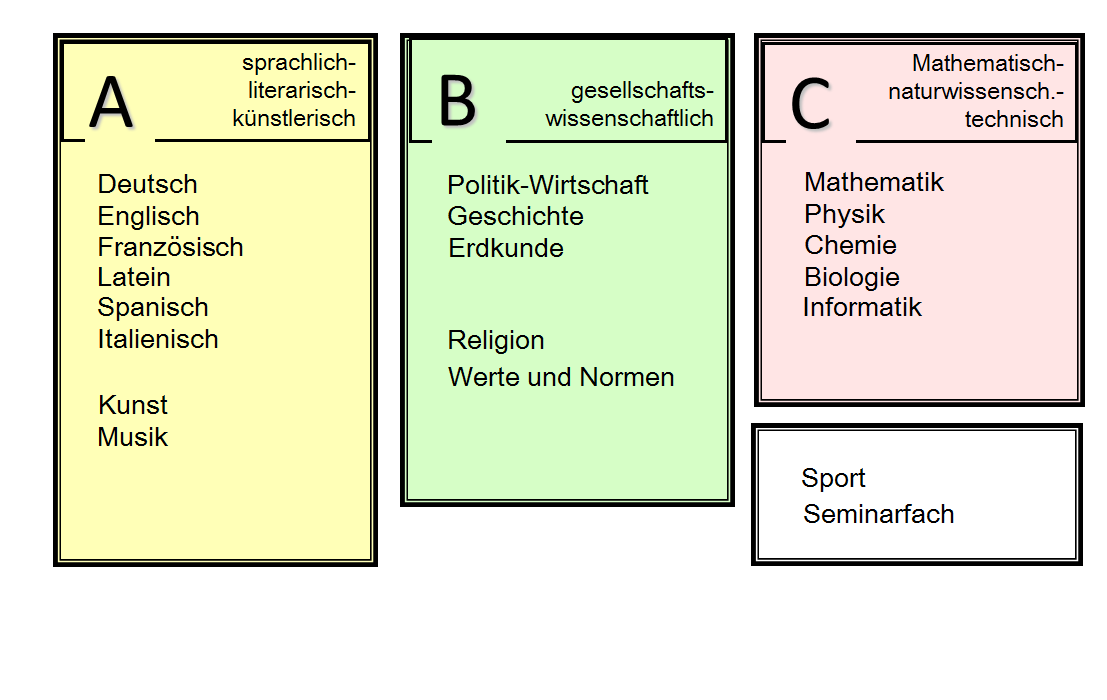 A
sprachlich-
literarisch-
künstlerisch
Deutsch
Englisch
Französisch
Latein
Spanisch
Italienisch
Kunst
Musik
B
gesellschafts-
wissenschaftlich
Politik-Wirtschaft
Geschichte
Erdkunde
Religion
Werte und Normen
C
Mathematisch-
naturwissensch.-
technisch
Mathematik
Physik
Chemie
Biologie
Informatik
Sport
Seminarfach